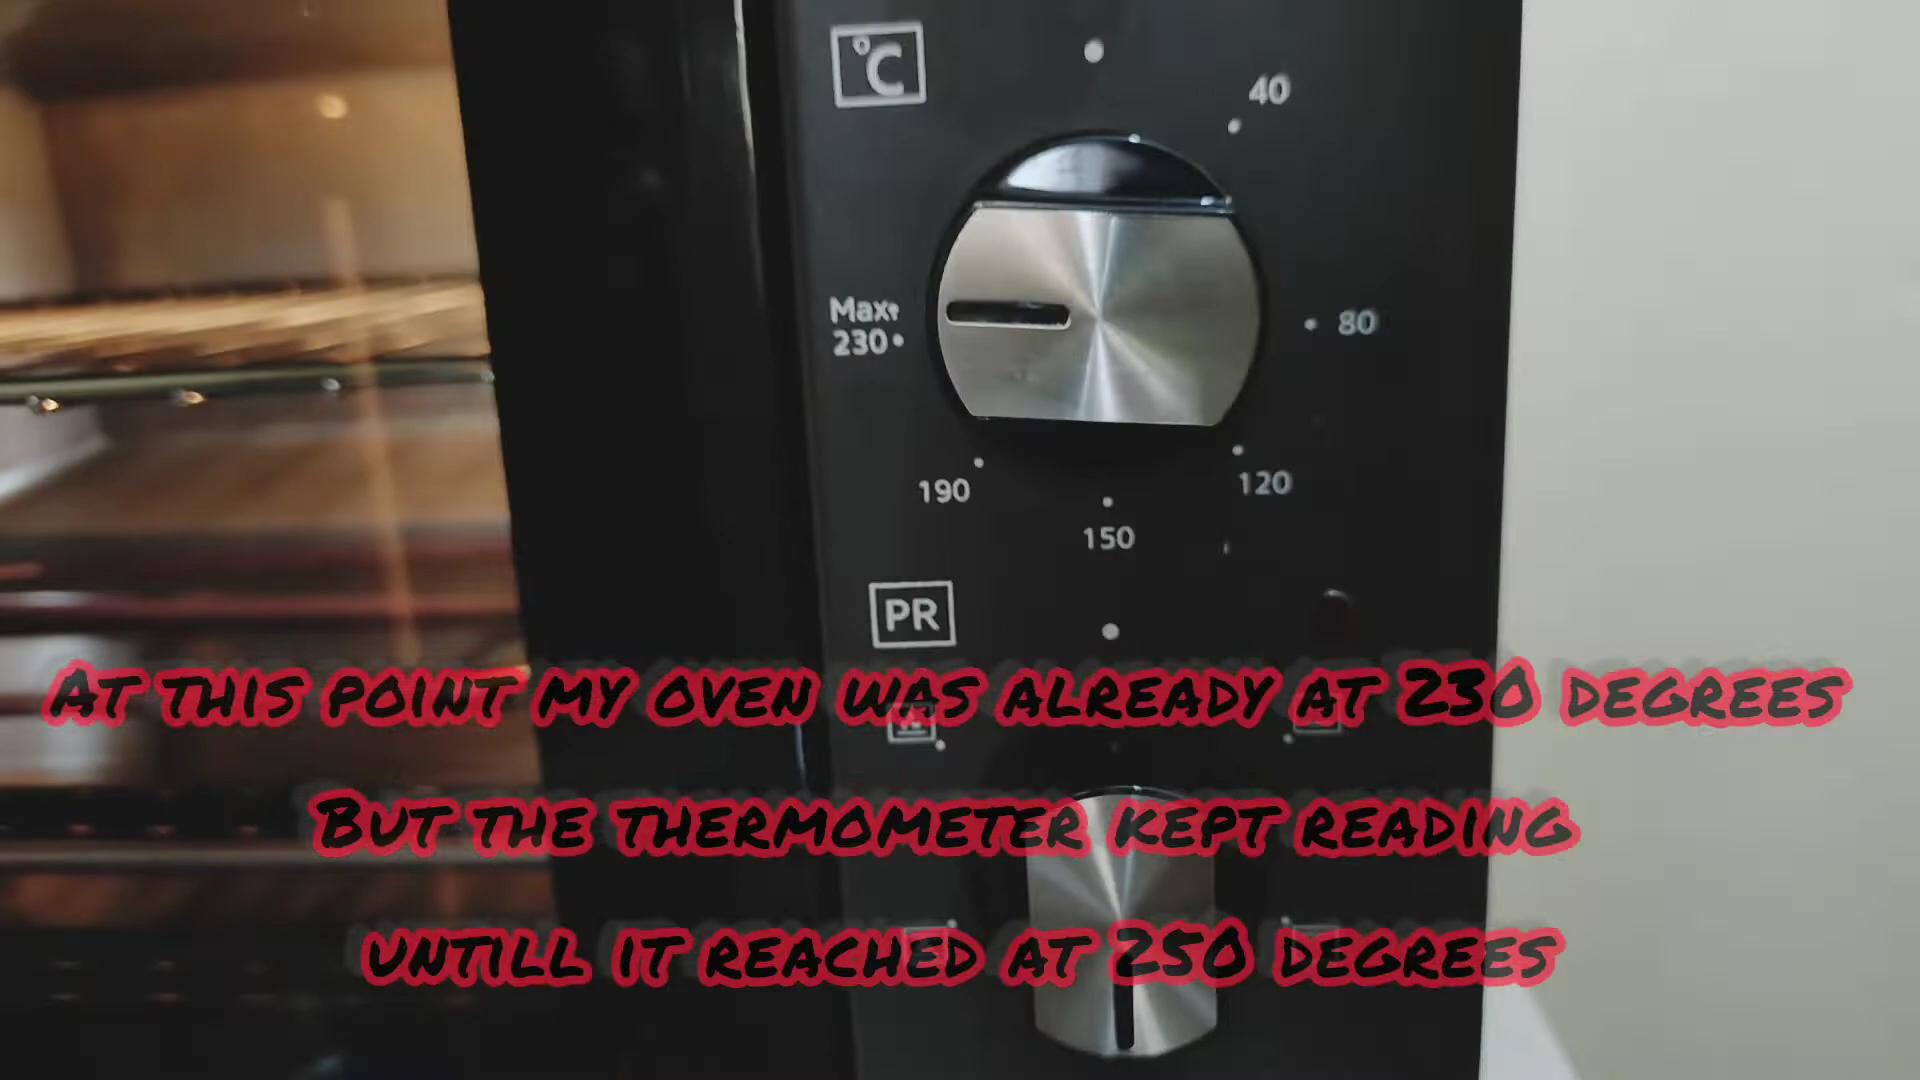 °C
40
Max
230
80
190
120
150
PR
At this point my oven was already at 230 degrees
But the thermometer kept reading
untill it reached at 250 degrees